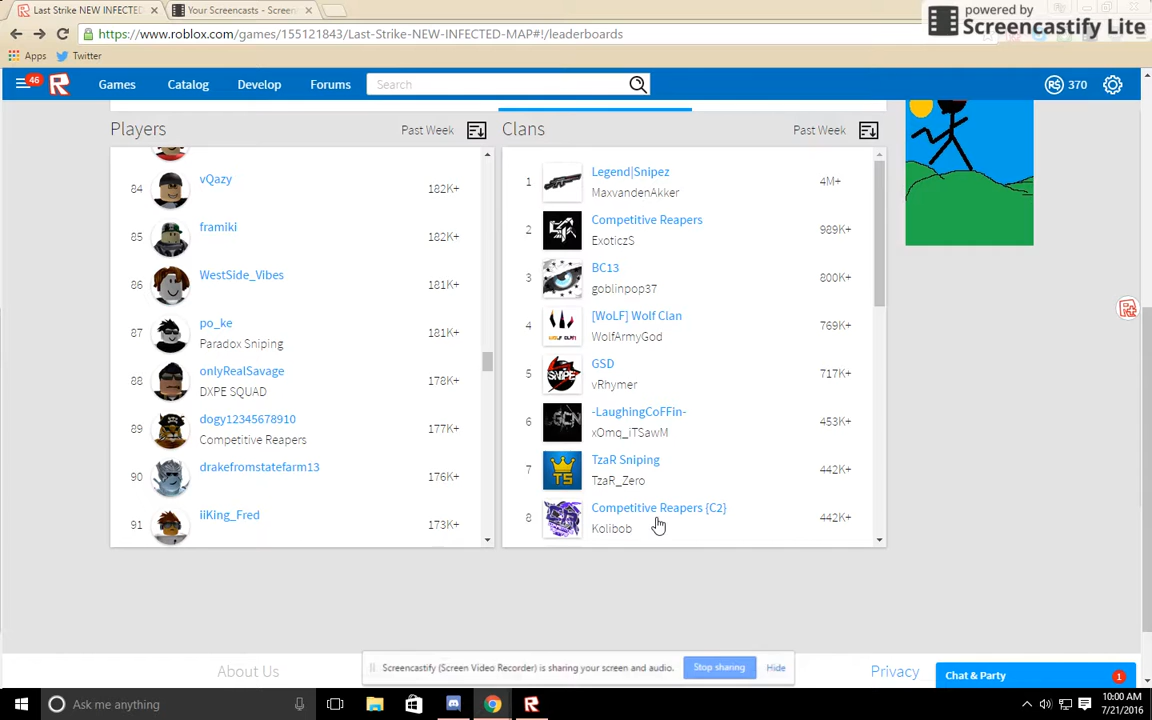 Last Strike NEW INFECTED
Your Screencasts - Screen
powered by
Screencastify Lite
https://www.roblox.com/games/155121843/Last-Strike-NEW-INFECTED-MAP#!/leaderboards
Apps
Twitter
46
Games
Catalog
Develop
Forums
Search
R$ 370
Players
Past Week
Clans
Past Week
84
vQazy
182K+
85
framiki
182K+
86
WestSide_Vibes
181K+
87
po_ke
Paradox Sniping
181K+
88
onlyRealSavage
DXPE SQUAD
178K+
89
dogy12345678910
Competitive Reapers
177K+
90
drakefromstatefarm13
176K+
91
iiKing_Fred
173K+
1
Legend|Snipez
MaxvandenAkker
4M+
2
Competitive Reapers
ExoticzS
989K+
3
BC13
goblinpop37
800K+
4
[WoLF] Wolf Clan
WolfArmyGod
769K+
WOLF CLAN
5
GSD
vRhymer
717K+
SNIPE
6
-LaughingCoFFin-
xOmq_iTSawM
453K+
LGCN
7
TzaR Sniping
TzaR_Zero
442K+
TS
8
Competitive Reapers {C2}
Kolibob
442K+
About Us
Screencastify (Screen Video Recorder) is sharing your screen and audio.
Stop sharing
Hide
Privacy
Chat & Party
1
Ask me anything
10:00 AM
7/21/2016